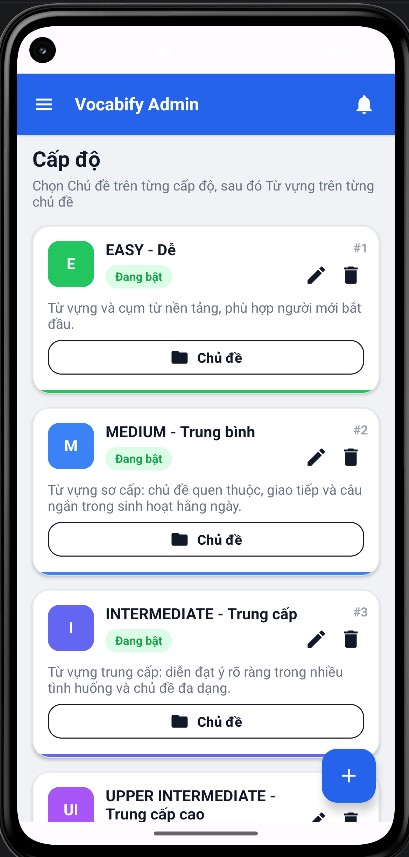 Vocabify Admin
Cấp độ
Chọn Chủ đề trên từng cấp độ, sau đó Từ vựng trên từng
chủ đề
E
EASY - Dễ
#1
Đang bật
Từ vựng và cụm từ nền tảng, phù hợp người mới bắt
đầu.
Chủ đề
M
MEDIUM - Trung bình
#2
Đang bật
Từ vựng sơ cấp: chủ đề quen thuộc, giao tiếp và câu
ngắn trong sinh hoạt hằng ngày.
Chủ đề
I
INTERMEDIATE - Trung cấp
#3
Đang bật
Từ vựng trung cấp: diễn đạt ý rõ ràng trong nhiều
tình huống và chủ đề đa dạng.
Chủ đề
UI
UPPER INTERMEDIATE -
Trung cấp cao